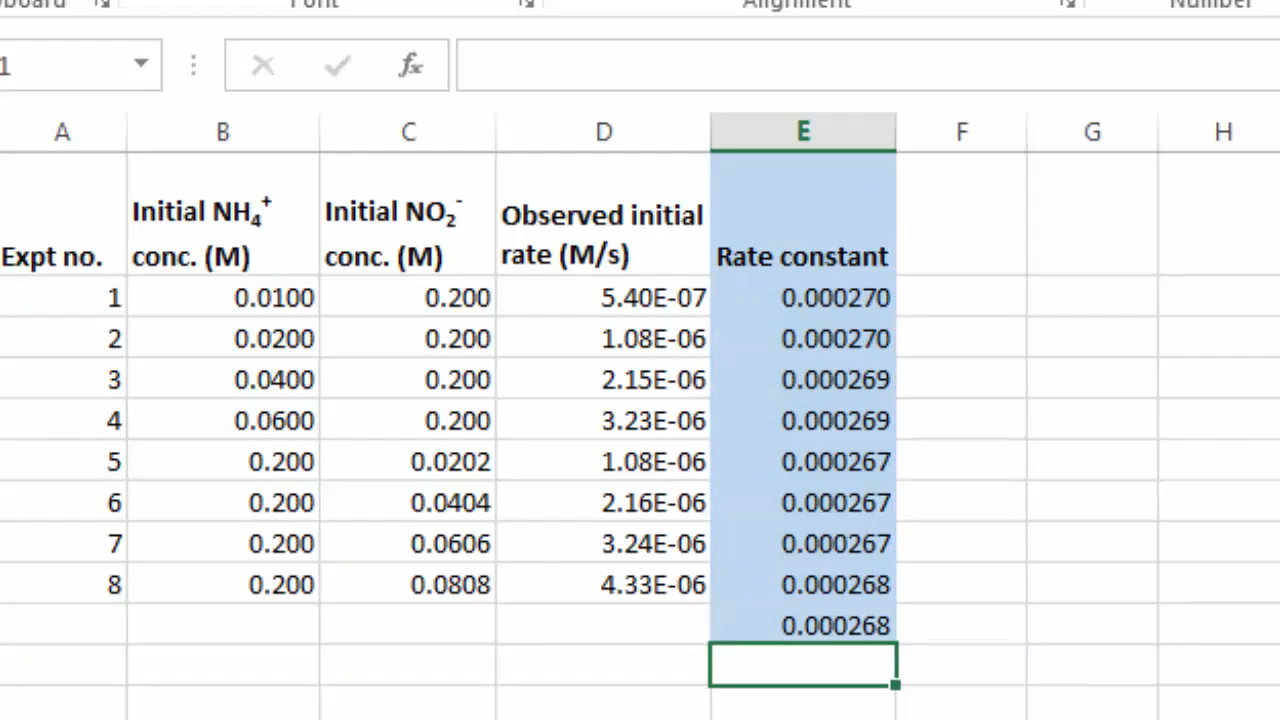 Font Alignment Number
1 fx
A B C D E F G H
Expt no. Initial NH₄⁺ conc. (M) Initial NO₂⁻ conc. (M) Observed initial rate (M/s) Rate constant
1 0.0100 0.200 5.40E-07 0.000270
2 0.0200 0.200 1.08E-06 0.000270
3 0.0400 0.200 2.15E-06 0.000269
4 0.0600 0.200 3.23E-06 0.000269
5 0.200 0.0202 1.08E-06 0.000267
6 0.200 0.0404 2.16E-06 0.000267
7 0.200 0.0606 3.24E-06 0.000267
8 0.200 0.0808 4.33E-06 0.000268
0.000268